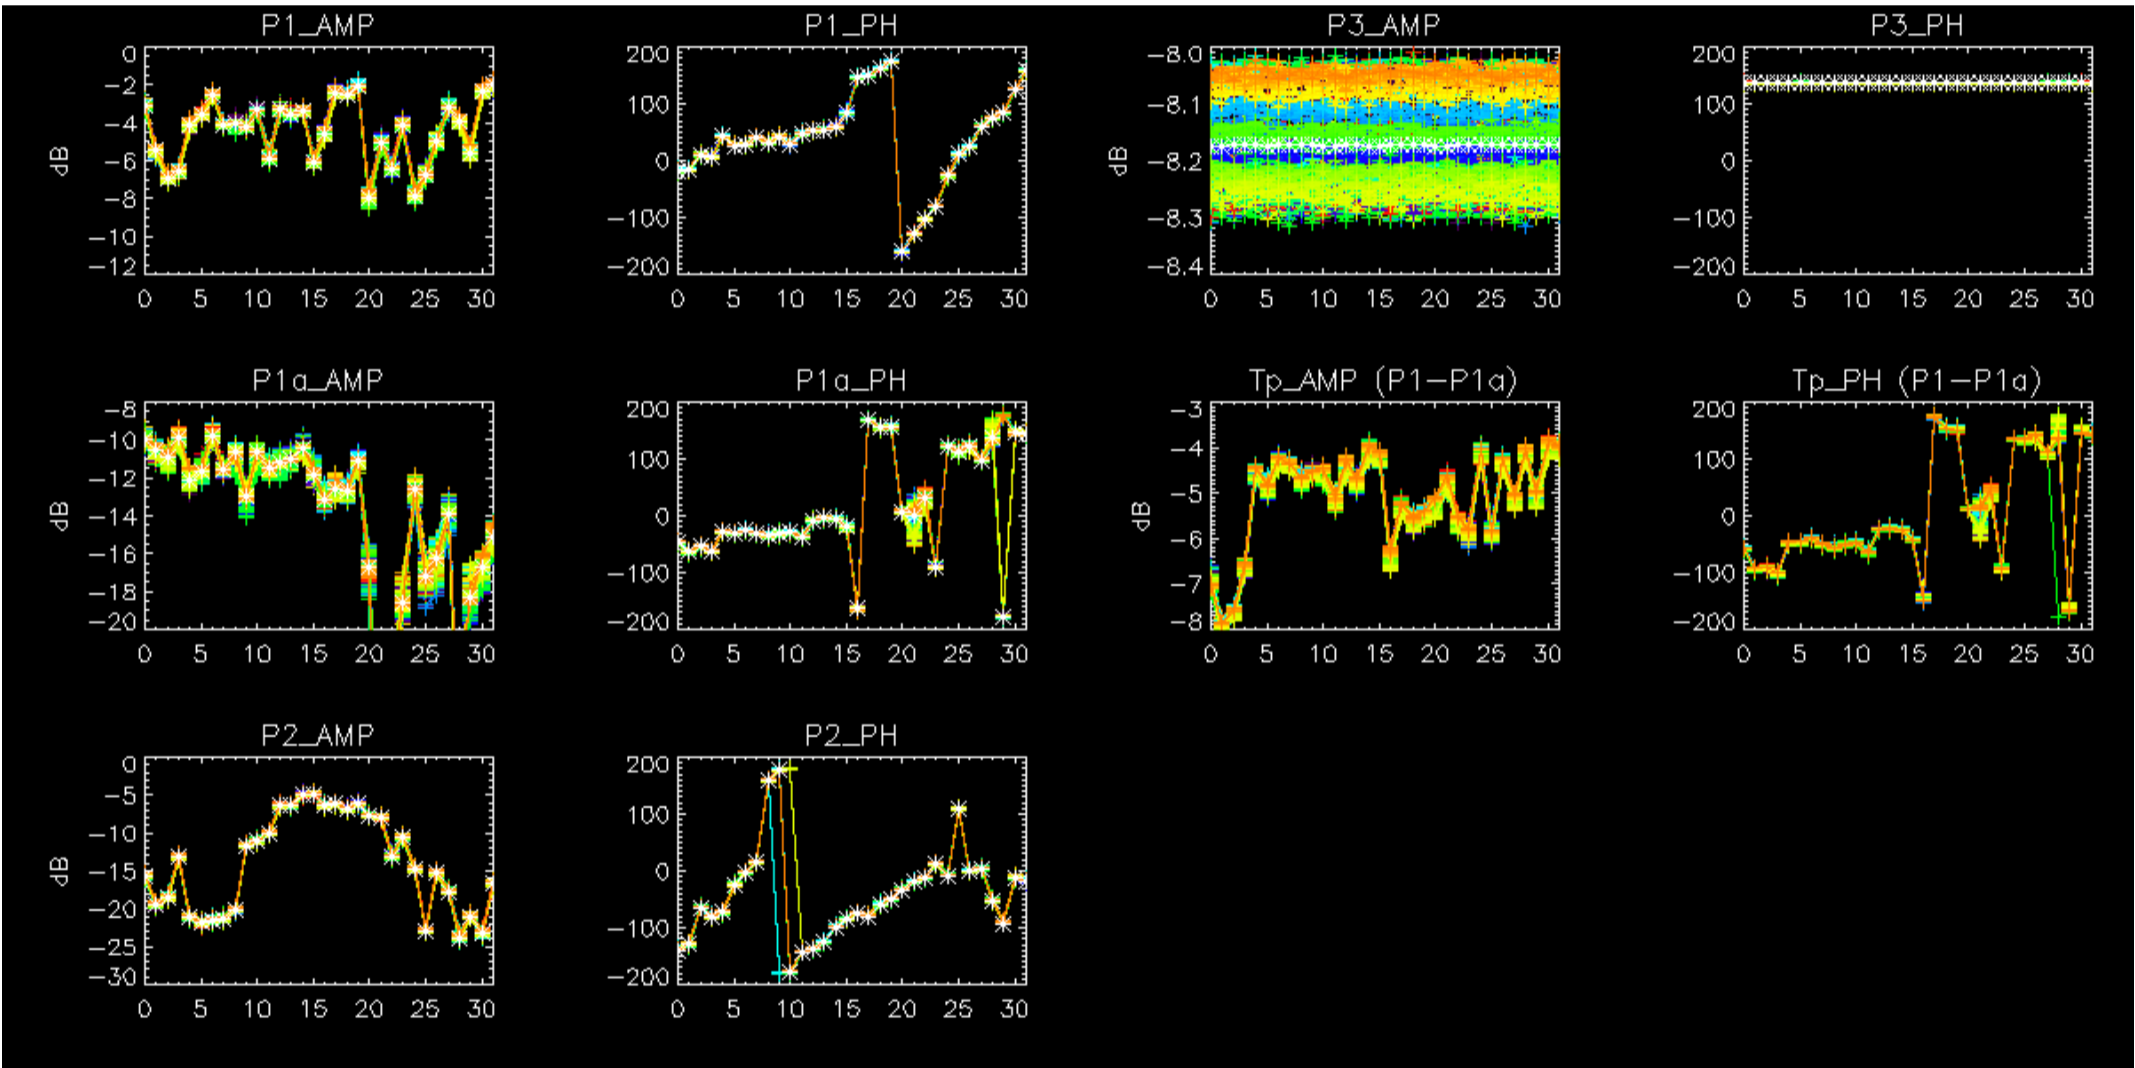 P1_AMP
P1_PH
P3_AMP
P3_PH
0
-2
-4
-6
-8
-10
-12
dB
0 5 10 15 20 25 30
200
100
0
-100
-200
0 5 10 15 20 25 30
-8.0
-8.1
-8.2
-8.3
-8.4
dB
0 5 10 15 20 25 30
200
100
0
-100
-200
0 5 10 15 20 25 30
P1a_AMP
P1a_PH
Tp_AMP (P1-P1a)
Tp_PH (P1-P1a)
-8
-10
-12
-14
-16
-18
-20
dB
0 5 10 15 20 25 30
200
100
0
-100
-200
0 5 10 15 20 25 30
-3
-4
-5
-6
-7
-8
dB
0 5 10 15 20 25 30
200
100
0
-100
-200
0 5 10 15 20 25 30
P2_AMP
P2_PH
0
-5
-10
-15
-20
-25
-30
dB
0 5 10 15 20 25 30
200
100
0
-100
-200
0 5 10 15 20 25 30